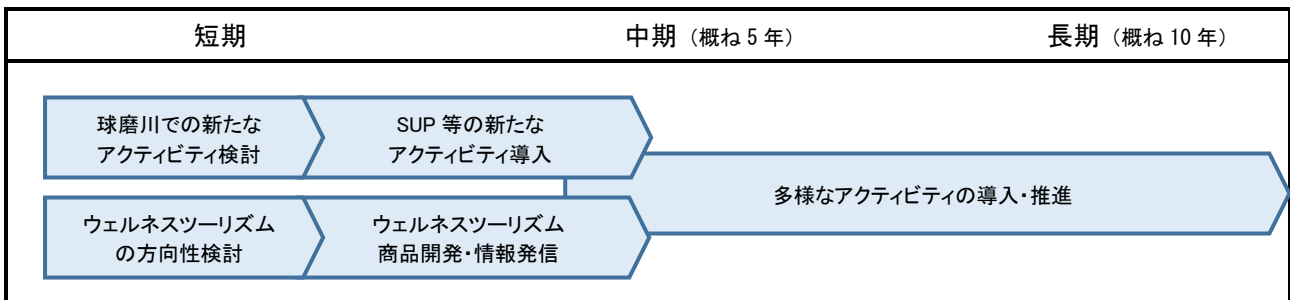 短期 中期（概ね 5 年） 長期（概ね 10 年）
球磨川での新たな
アクティビティ検討
SUP 等の新たな
アクティビティ導入
多様なアクティビティの導入・推進
ウェルネスツーリズム
の方向性検討
ウェルネスツーリズム
商品開発・情報発信